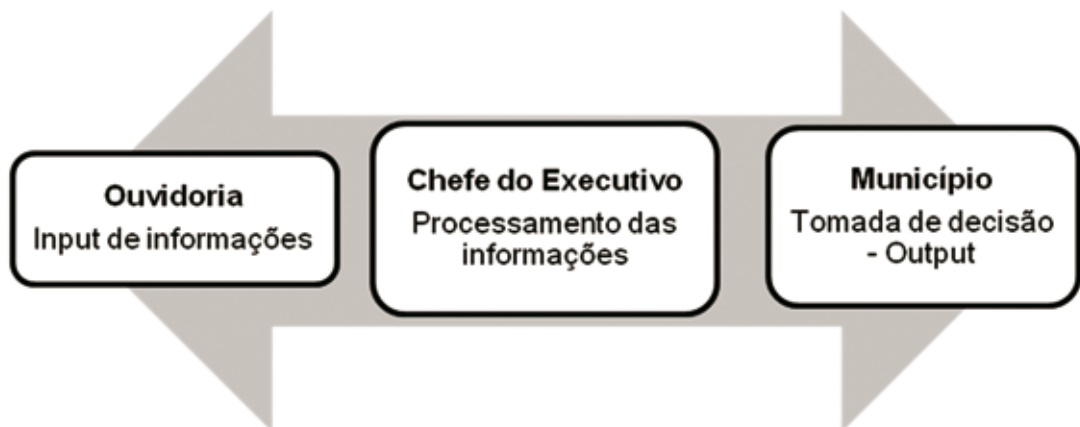 Ouvidoria
Input de informações
Chefe do Executivo
Processamento das
informações
Município
Tomada de decisão
- Output